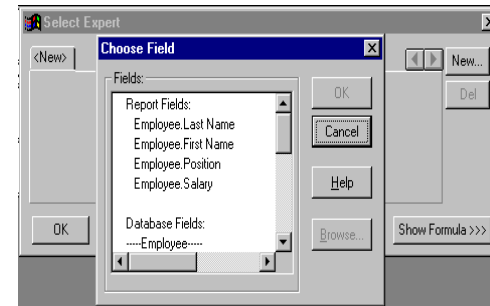 Select Expert
Choose Field
<New>
New...
Fields:
OK
Del
Report Fields:
Employee.Last Name
Cancel
Employee.First Name
Employee.Position
Help
Employee.Salary
OK
Database Fields:
Browse...
Show Formula >>>
-----Employee-----